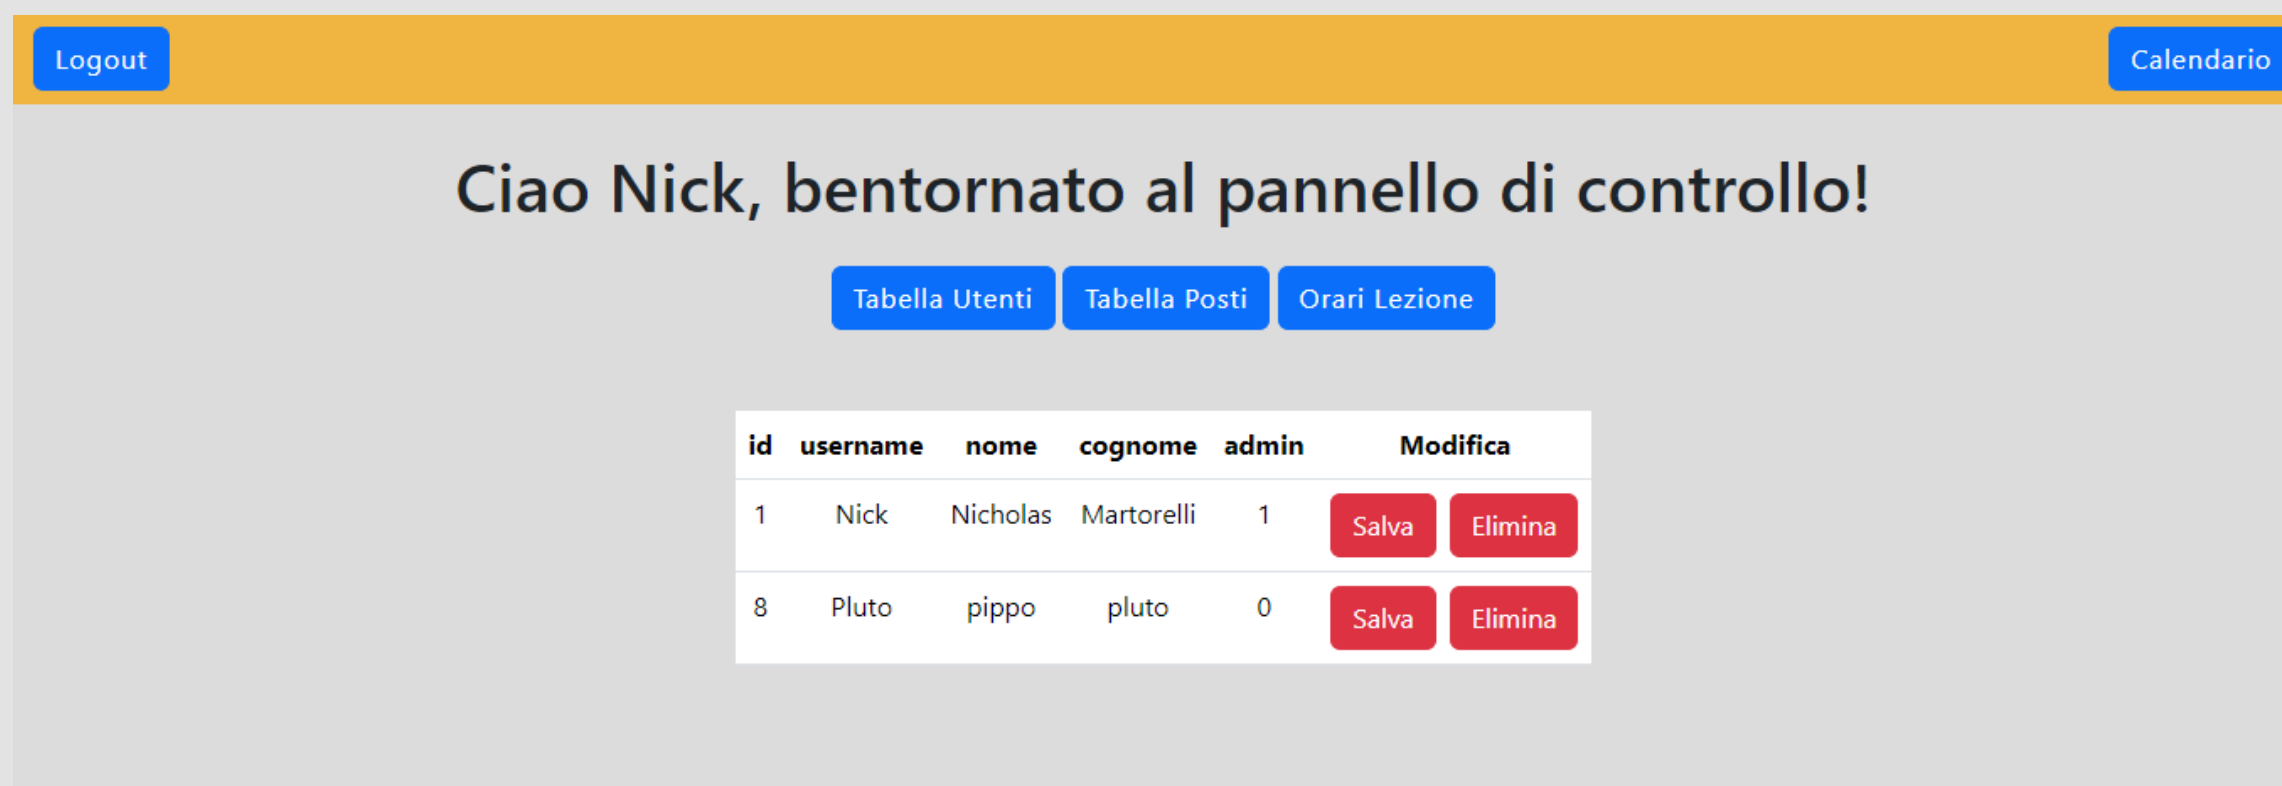 Logout Calendario
Ciao Nick, bentornato al pannello di controllo!
Tabella Utenti Tabella Posti Orari Lezione
id username nome cognome admin Modifica
1 Nick Nicholas Martorelli 1 Salva Elimina
8 Pluto pippo pluto 0 Salva Elimina